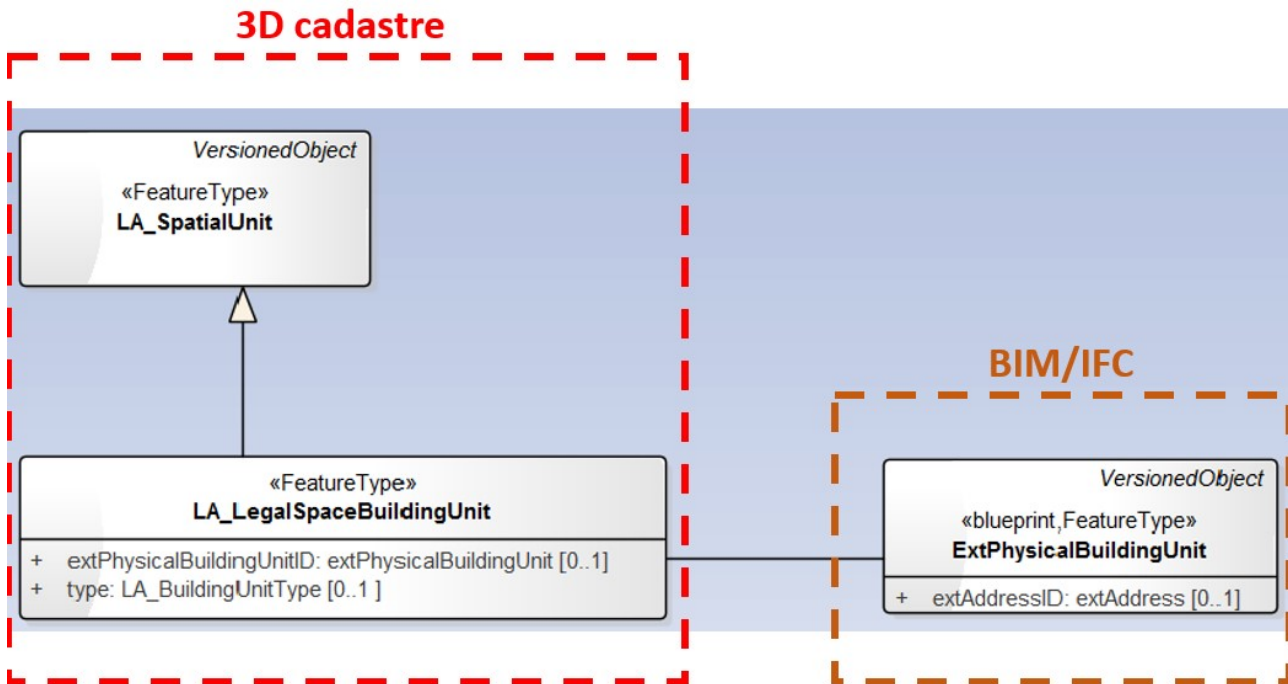 3D cadastre
VersionedObject
«FeatureType»
LA_SpatialUnit
«FeatureType»
LA_LegalSpaceBuildingUnit
+ extPhysicalBuildingUnitID: extPhysicalBuildingUnit [0..1]
+ type: LA_BuildingUnitType [0..1 ]
BIM/IFC
VersionedObject
«blueprint,FeatureType»
ExtPhysicalBuildingUnit
+ extAddressID: extAddress [0..1]